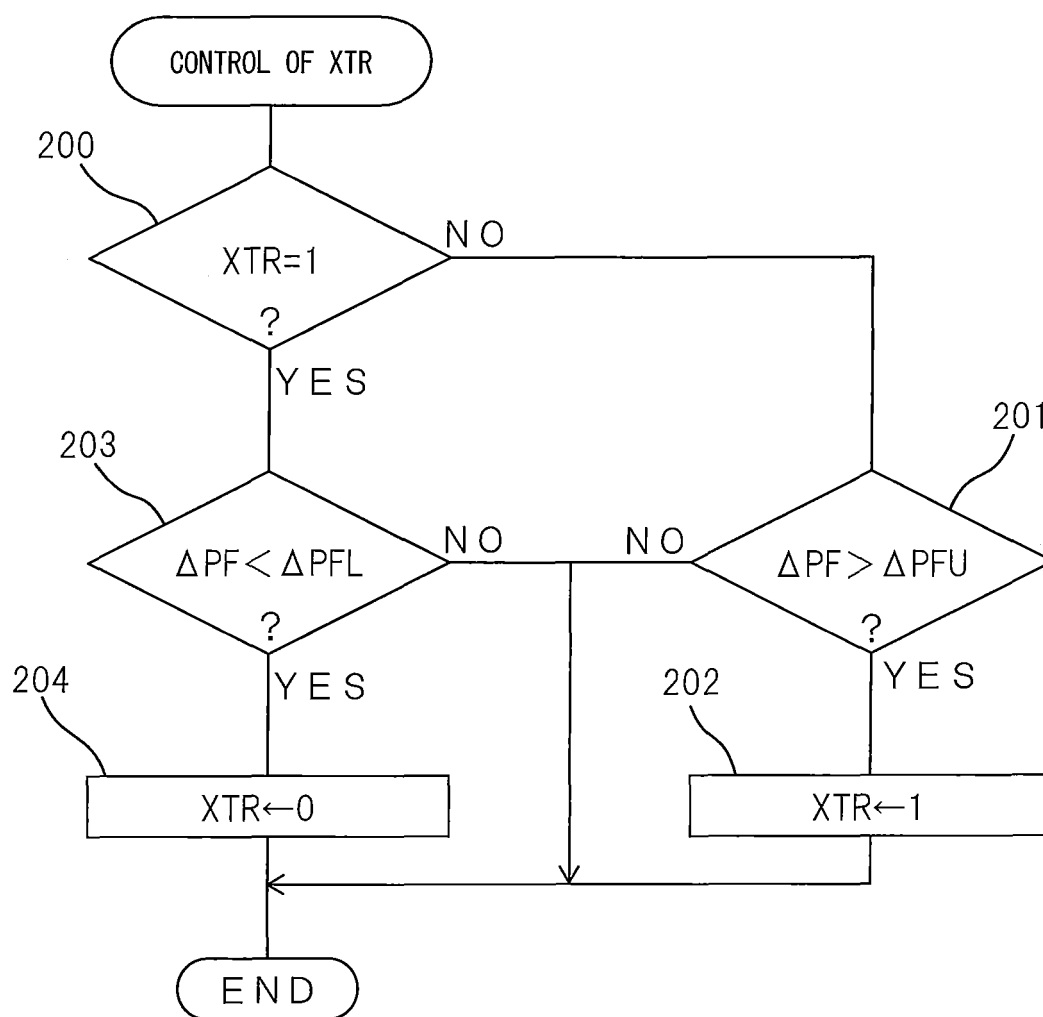 CONTROL OF XTR
200
XTR=1
?
NO
YES
203
ΔPF<ΔPFL
?
NO
YES
201
NO
ΔPF>ΔPFU
?
YES
204
XTR←0
202
XTR←1
END